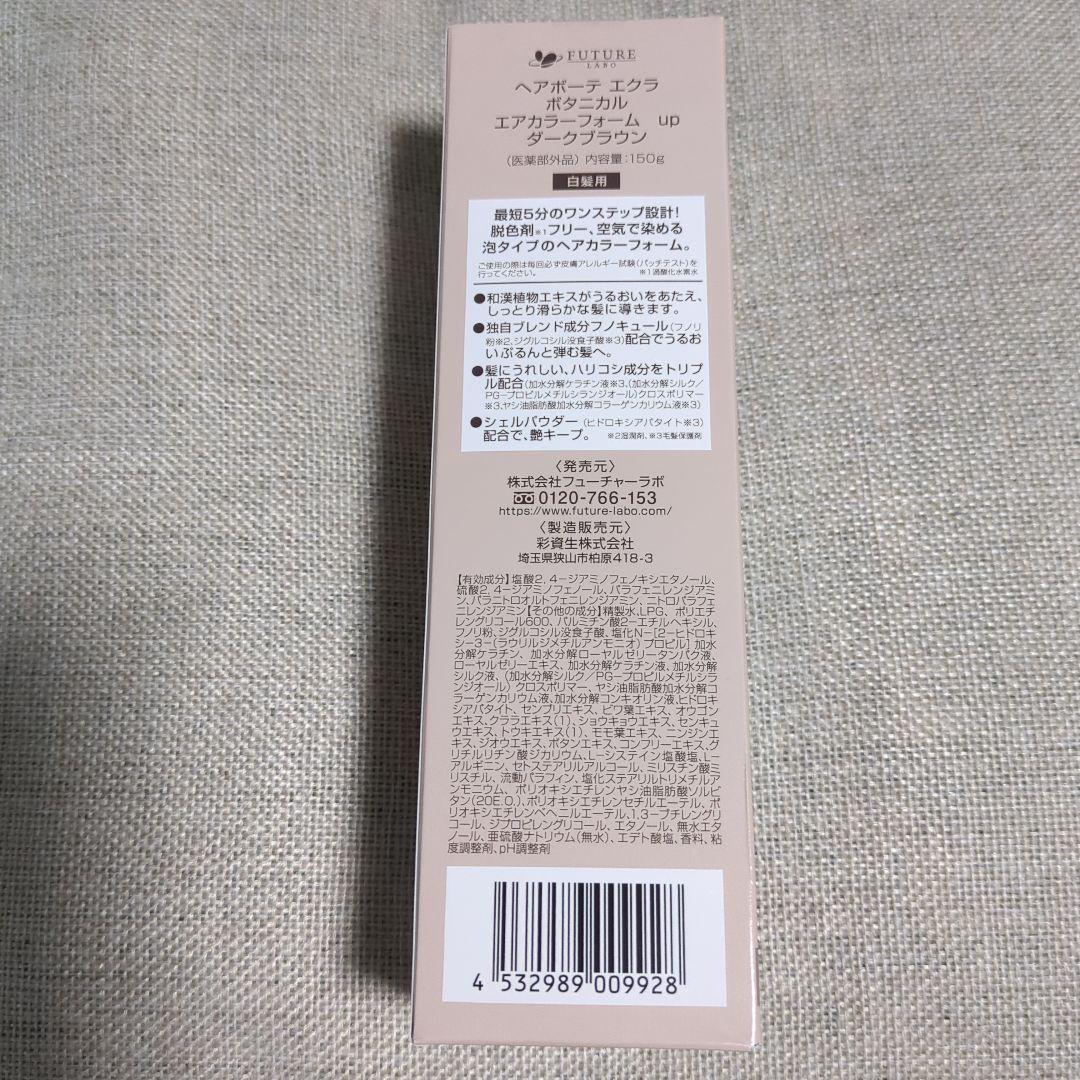 FUTURE
LABO
ヘアボーテ エクラ
ボタニカル
エアカラーフォーム up
ダークブラウン
(医薬部外品) 内容量:150g
白髪用
最短5分のワンステップ設計!
脱色剤※1フリー、空気で染める
泡タイプのヘアカラーフォーム。
ご使用の際は毎回必ず皮膚アレルギー試験(パッチテスト)を
行ってください。 ※1過酸化水素水
●和漢植物エキスがうるおいをあたえ、
しっとり滑らかな髪に導きます。
●独自ブレンド成分フノキュール(フノリ
粉※2、ジグルコシル没食子酸※3)配合でうるお
いぷるんと弾む髪へ。
●髪にうれしい、ハリコシ成分をトリプ
ル配合(加水分解ケラチン液※3、(加水分解シルク/
PG-プロピルメチルシランジオール)クロスポリマー
※3、ヤシ油脂肪酸加水分解コラーゲンカリウム液※3)
●シェルパウダー(ヒドロキシアパタイト※3)
配合で、艶キープ。 ※2湿潤剤、※3毛髪保護剤
〈発売元〉
株式会社フューチャーラボ
0120-766-153
https://www.future-labo.com/
〈製造販売元〉
彩資生株式会社
埼玉県狭山市柏原418-3
【有効成分】塩酸2,4-ジアミノフェノキシエタノール、
硫酸2,4-ジアミノフェノール、パラフェニレンジアミ
ン、パラニトロオルトフェニレンジアミン、ニトロパラフェ
ニレンジアミン【その他の成分】精製水、LPG、ポリエチ
レングリコール600、パルミチン酸2-エチルヘキシル、
フノリ粉、ジグルコシル没食子酸、塩化N-[2-ヒドロキ
シ-3-(ラウリルジメチルアンモニオ)プロピル]加水
分解ケラチン、加水分解ローヤルゼリータンパク液、
ローヤルゼリーエキス、加水分解ケラチン液、加水分解
シルク液、(加水分解シルク/PG-プロピルメチルシラ
ンジオール)クロスポリマー、ヤシ油脂肪酸加水分解コ
ラーゲンカリウム液、加水分解コンキオリン液、ヒドロキ
シアパタイト、センブリエキス、ビワ葉エキス、オウゴン
エキス、クララエキス(1)、ショウキョウエキス、センキュ
ウエキス、トウキエキス(1)、モモ葉エキス、ニンジンエ
キス、ジオウエキス、ボタンエキス、コンフリーエキス、グ
リチルリチン酸ジカリウム、L-システイン塩酸塩、L-
アルギニン、セトステアリルアルコール、ミリスチン酸ミ
リスチル、流動パラフィン、塩化ステアリルトリメチルア
ンモニウム、ポリオキシエチレンヤシ油脂肪酸ソルビ
タン(20E.O.)、ポリオキシエチレンセチルエーテル、ポ
リオキシエチレンベヘニルエーテル、1,3-ブチレングリ
コール、ジプロピレングリコール、エタノール、無水エタ
ノール、亜硫酸ナトリウム(無水)、エデト酸塩、香料、粘
度調整剤、pH調整剤
4 532989 009928